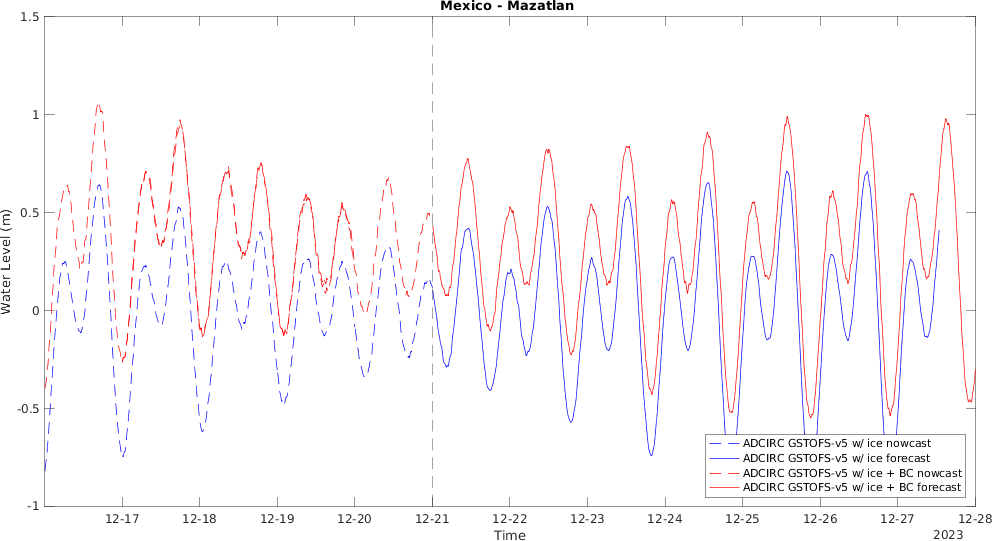 Mexico - Mazatlan
1.5
1
0.5
0
-0.5
-1
Water Level (m)
12-17 12-18 12-19 12-20 12-21 12-22 12-23 12-24 12-25 12-26 12-27 12-28
Time
2023
ADCIRC GSTOFS-v5 w/ ice nowcast
ADCIRC GSTOFS-v5 w/ ice forecast
ADCIRC GSTOFS-v5 w/ ice + BC nowcast
ADCIRC GSTOFS-v5 w/ ice + BC forecast